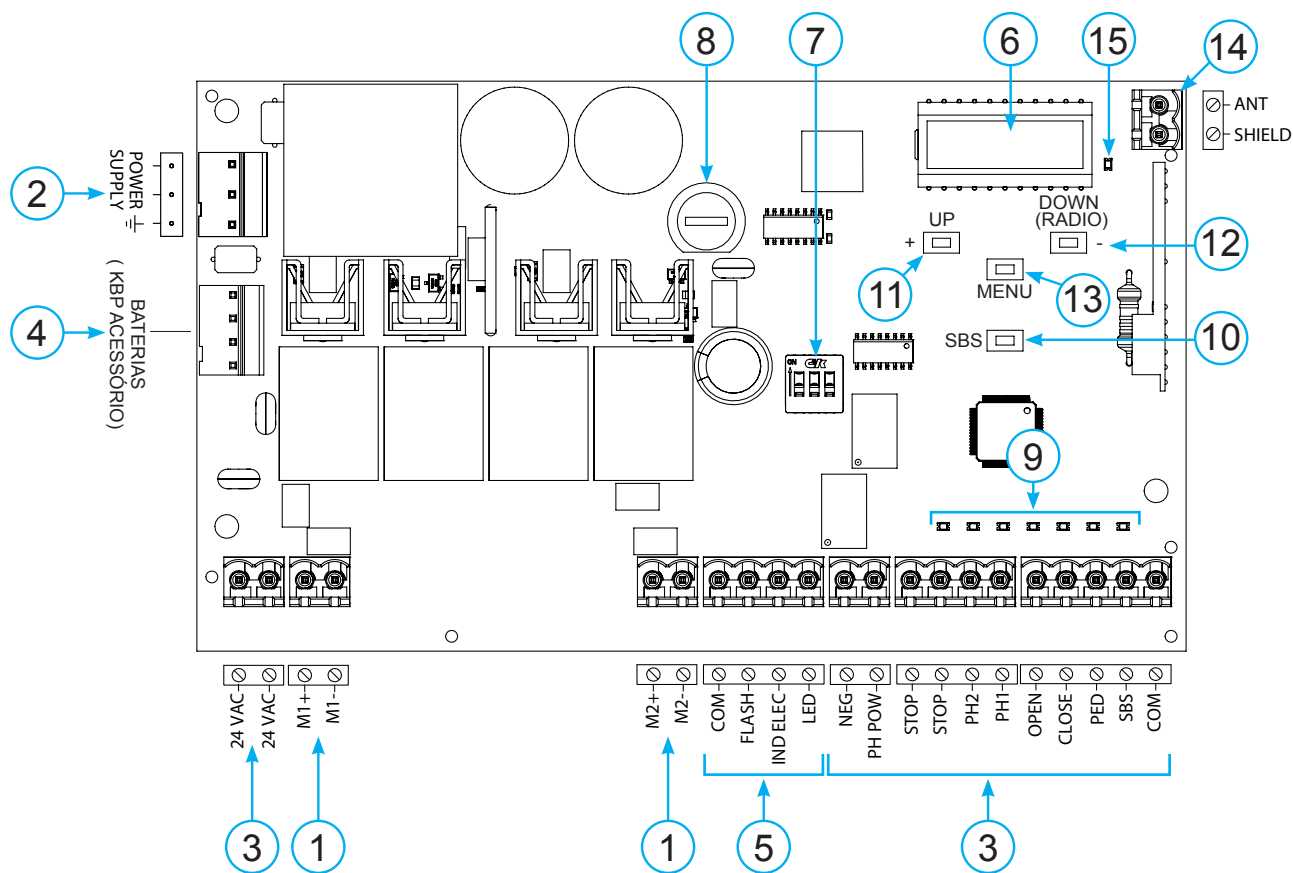 8
7
6
15
14
ANT
SHIELD
2
POWER
SUPPLY
UP
+
DOWN
(RADIO)
-
12
11
MENU
13
4
BATERIAS
( KBP ACESSÓRIO)
SBS
10
ON
9
24 VAC
24 VAC
M1+
M1-
M2+
M2-
COM
FLASH
IND ELEC
LED
NEG
PH POW
STOP
STOP
PH2
PH1
OPEN
CLOSE
PED
SBS
COM
3
1
1
5
3